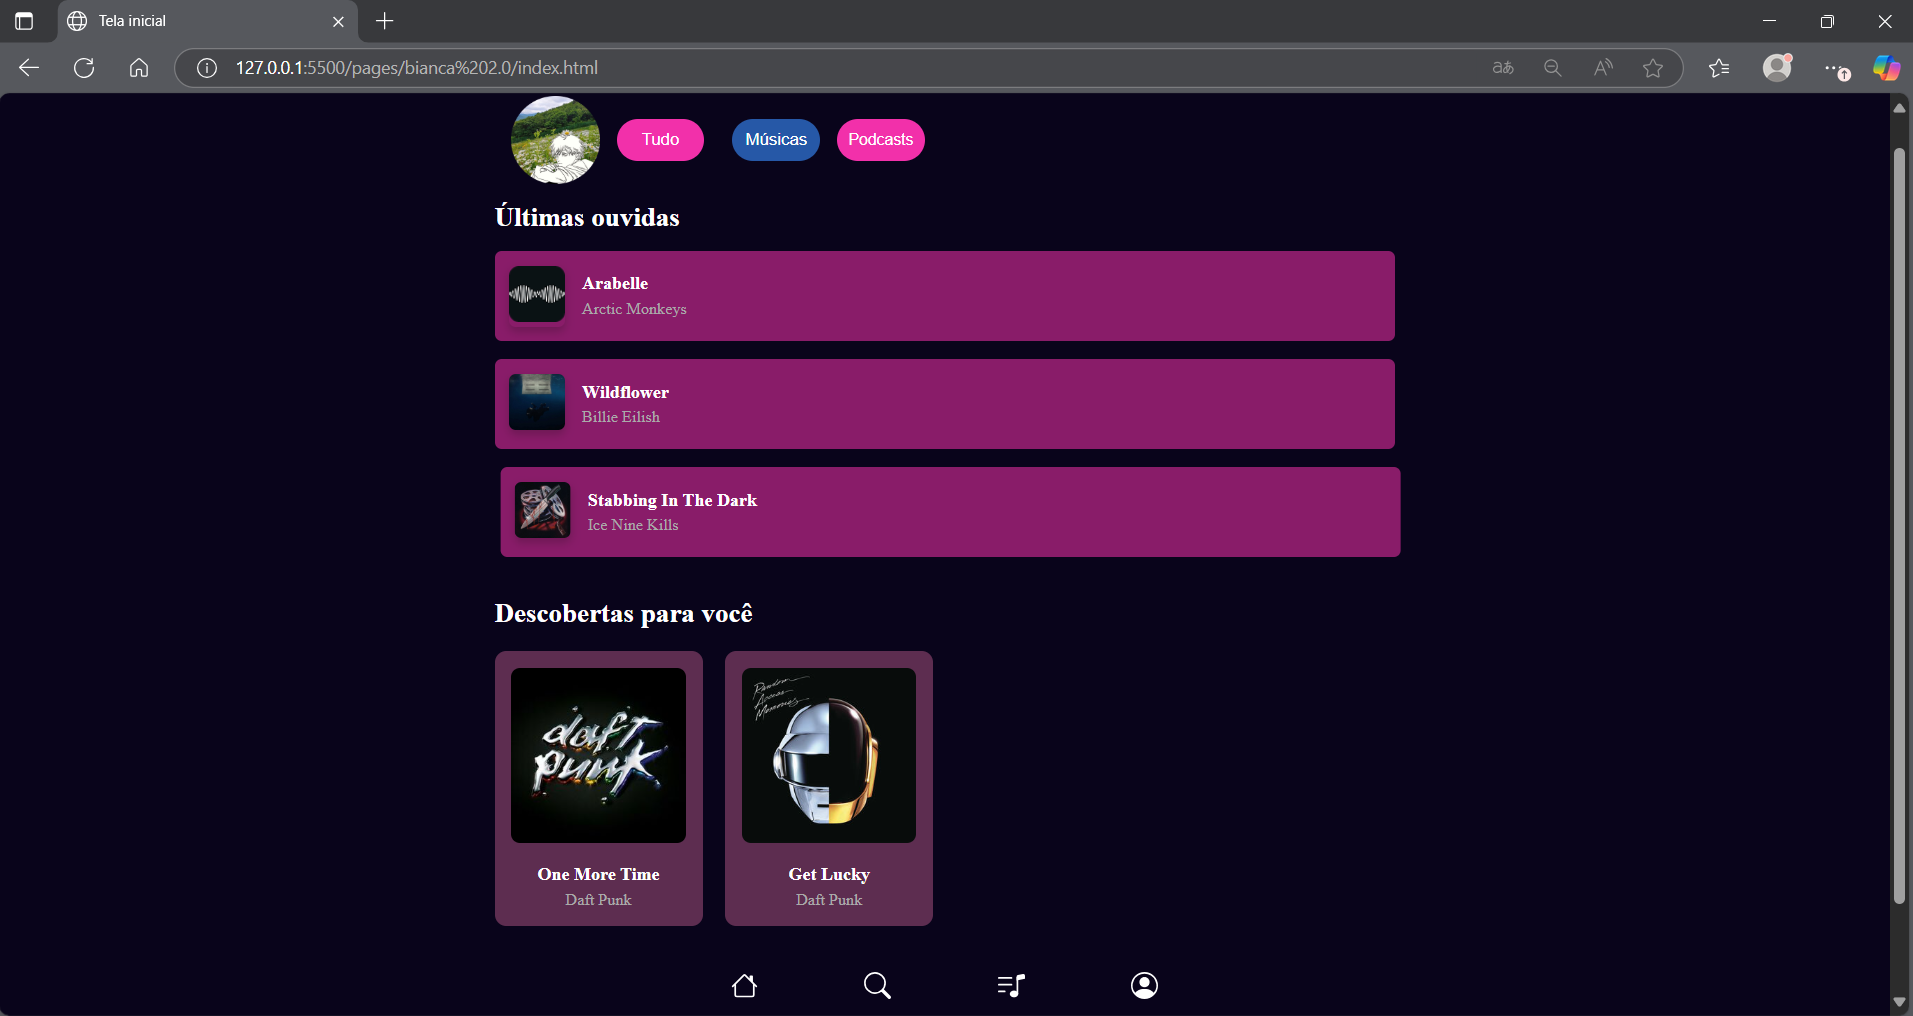 Tela inicial
127.0.0.1:5500/pages/bianca%202.0/index.html
Tudo
Músicas
Podcasts
Últimas ouvidas
Arabelle
Arctic Monkeys
Wildflower
Billie Eilish
Stabbing In The Dark
Ice Nine Kills
Descobertas para você
daft
punk
Random
Access
Memories
One More Time
Daft Punk
Get Lucky
Daft Punk